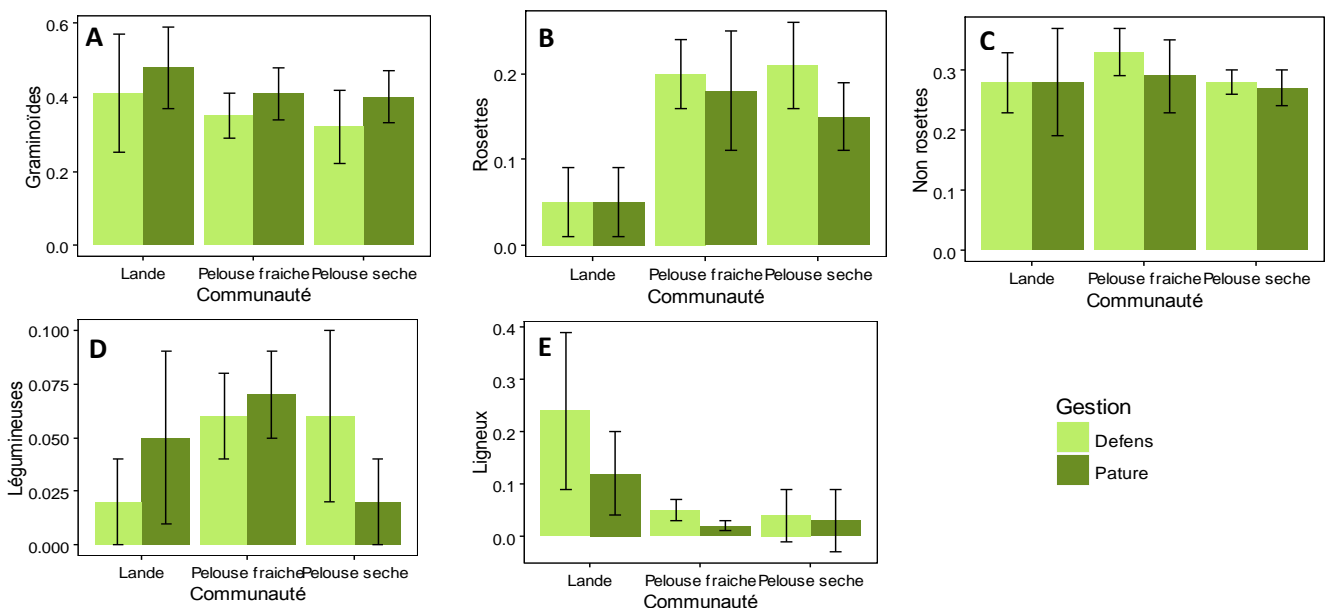 A
Graminoïdes
0.6
0.4
0.2
0.0
Lande
Pelouse fraiche
Pelouse seche
Communauté
B
Rosettes
0.2
0.1
0.0
Lande
Pelouse fraiche
Pelouse seche
Communauté
C
Non rosettes
0.3
0.2
0.3
0.0
Lande
Pelouse fraiche
Pelouse seche
Communauté
D
Légumineuses
0.100
0.075
0.050
0.025
0.000
Lande
Pelouse fraiche
Pelouse seche
Communauté
E
Ligneux
0.4
0.3
0.2
0.1
0.0
Lande
Pelouse fraiche
Pelouse seche
Communauté
Gestion
Defens
Pature